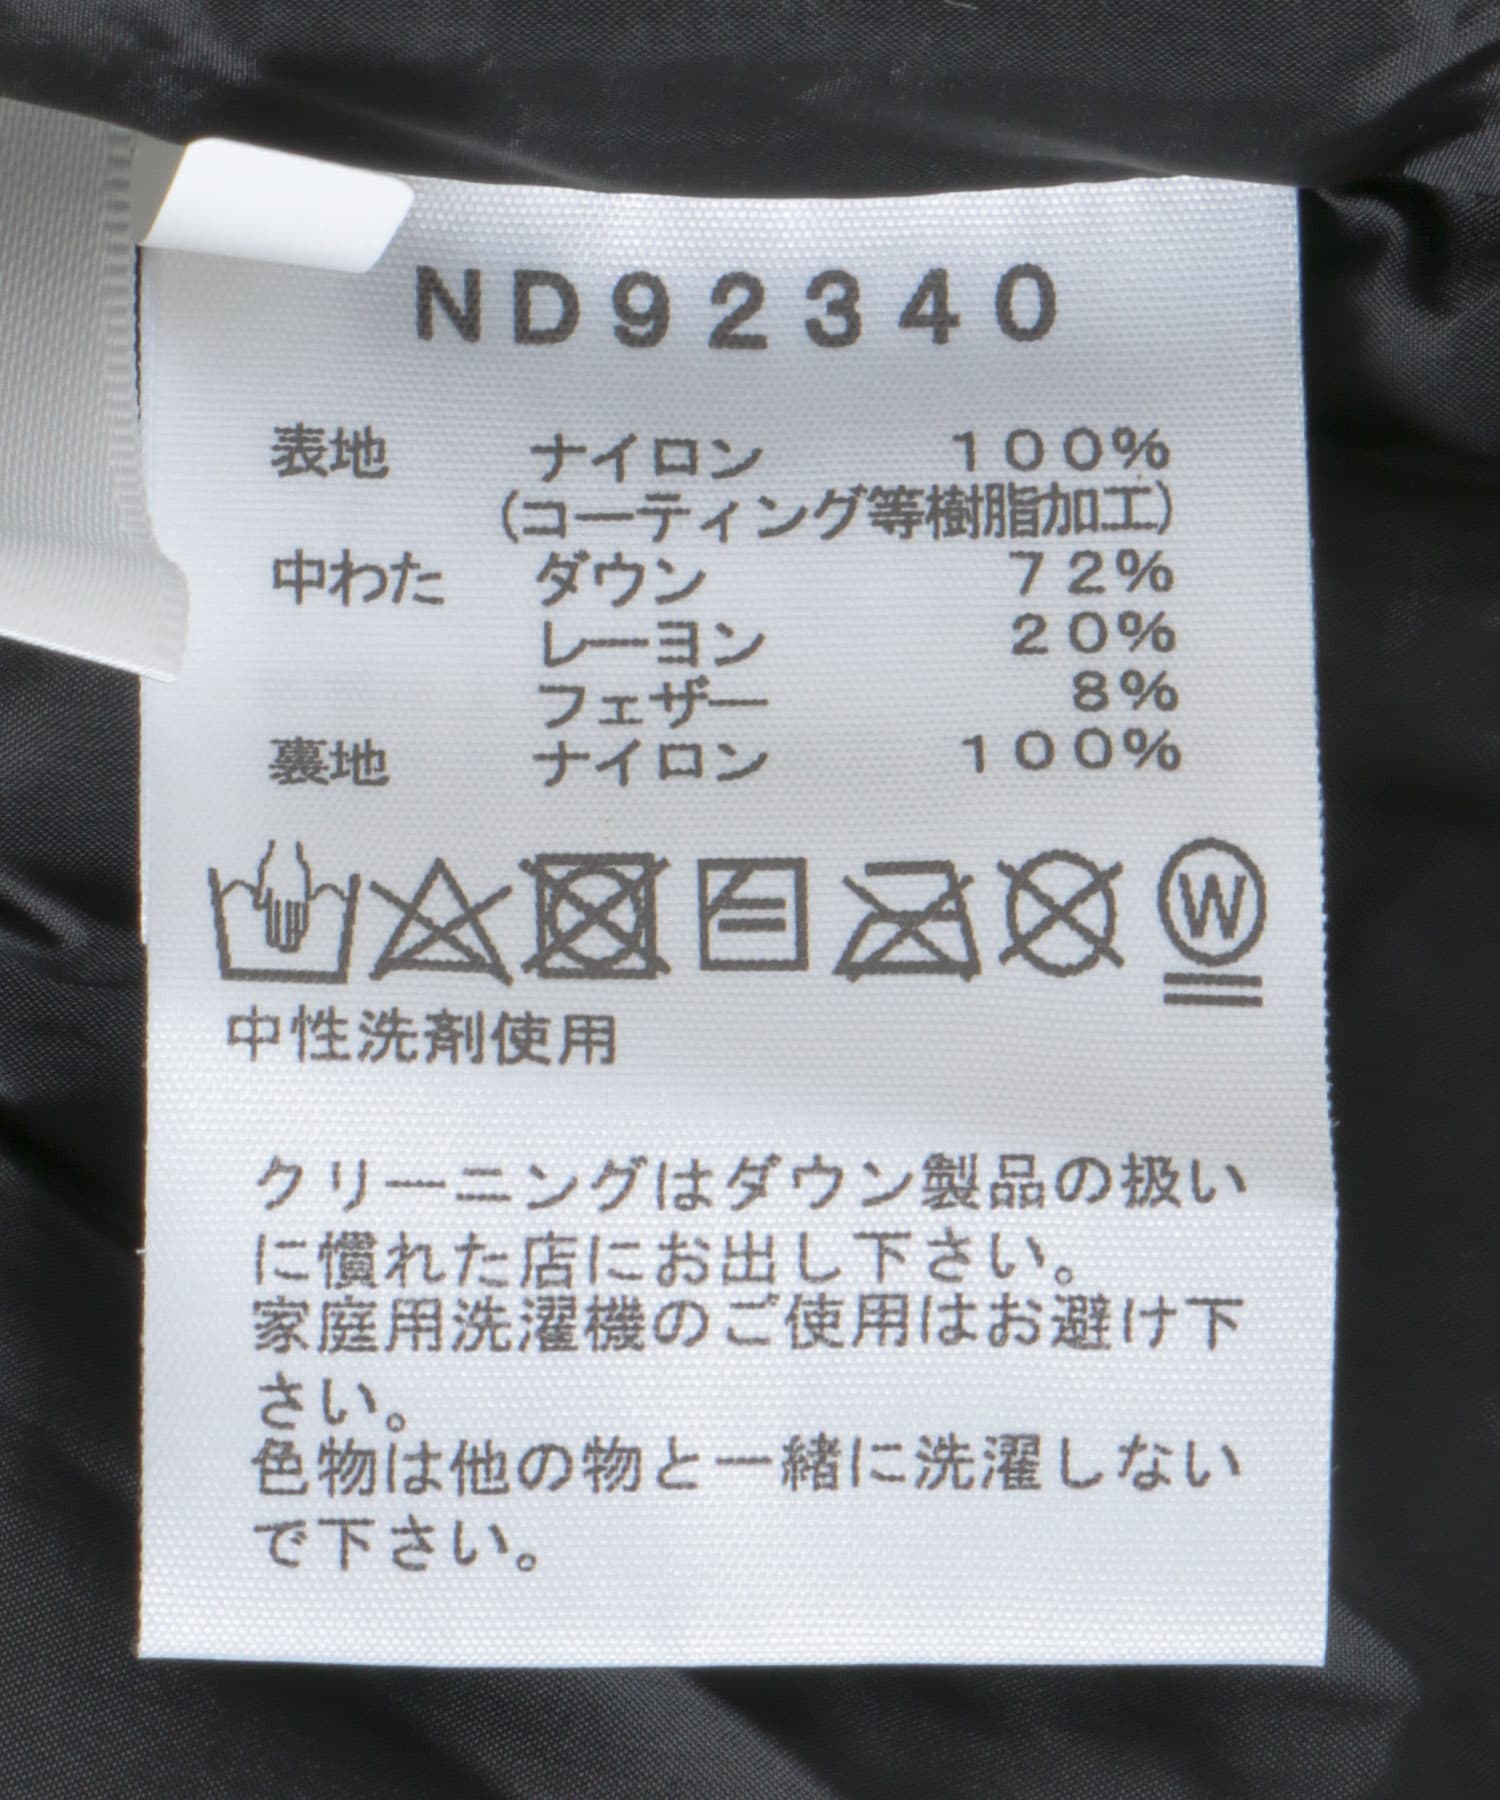 ND92340
表地 ナイロン 100%
(コーティング等樹脂加工)
中わた ダウン 72%
レーヨン 20%
フェザー 8%
裏地 ナイロン 100%
W
中性洗剤使用
クリーニングはダウン製品の扱い
に慣れた店にお出し下さい。
家庭用洗濯機のご使用はお避け下
さい。
色物は他の物と一緒に洗濯しない
で下さい。